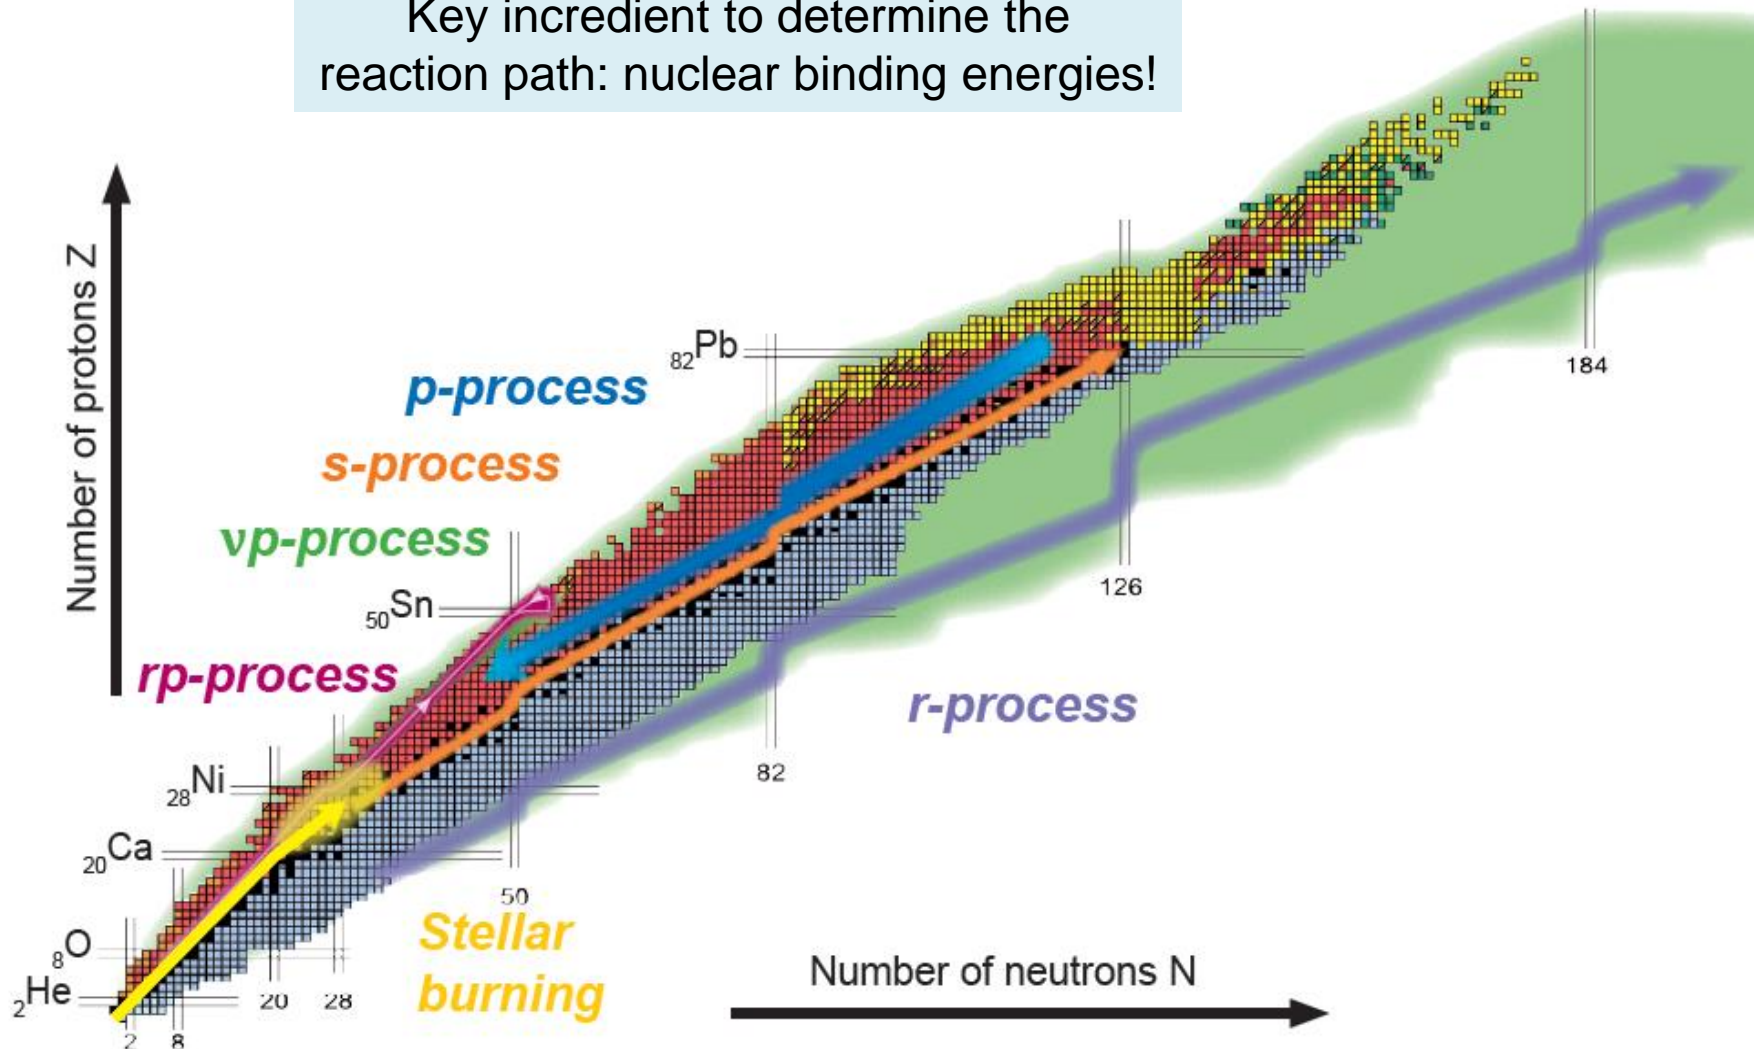 Key incredient to determine the
reaction path: nuclear binding energies!
Number of protons Z
p-process
s-process
νp-process
rp-process
r-process
Stellar
burning
82Pb
50Sn
28Ni
20Ca
8O
2He
2
8
20
28
50
82
126
184
Number of neutrons N